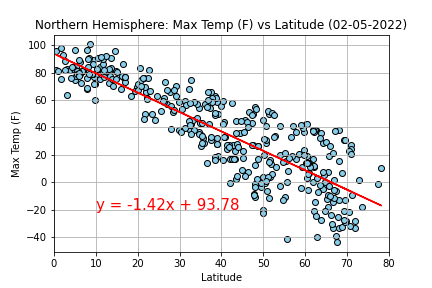 Northern Hemisphere: Max Temp (F) vs Latitude (02-05-2022)
Max Temp (F)
100
80
60
40
20
0
−20
−40
y = -1.42x + 93.78
0 10 20 30 40 50 60 70 80
Latitude